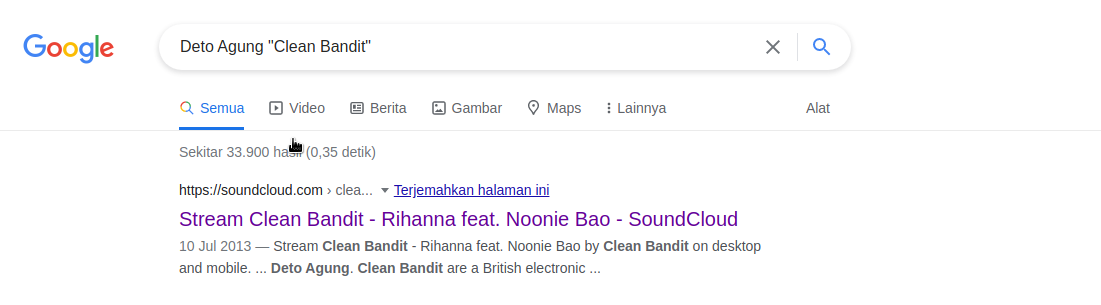 Google
Deto Agung "Clean Bandit"
Semua Video Berita Gambar Maps Lainnya Alat
Sekitar 33.900 hasil (0,35 detik)
https://soundcloud.com › clea... Terjemahkan halaman ini
Stream Clean Bandit - Rihanna feat. Noonie Bao - SoundCloud
10 Jul 2013 — Stream Clean Bandit - Rihanna feat. Noonie Bao by Clean Bandit on desktop
and mobile. ... Deto Agung. Clean Bandit are a British electronic ...